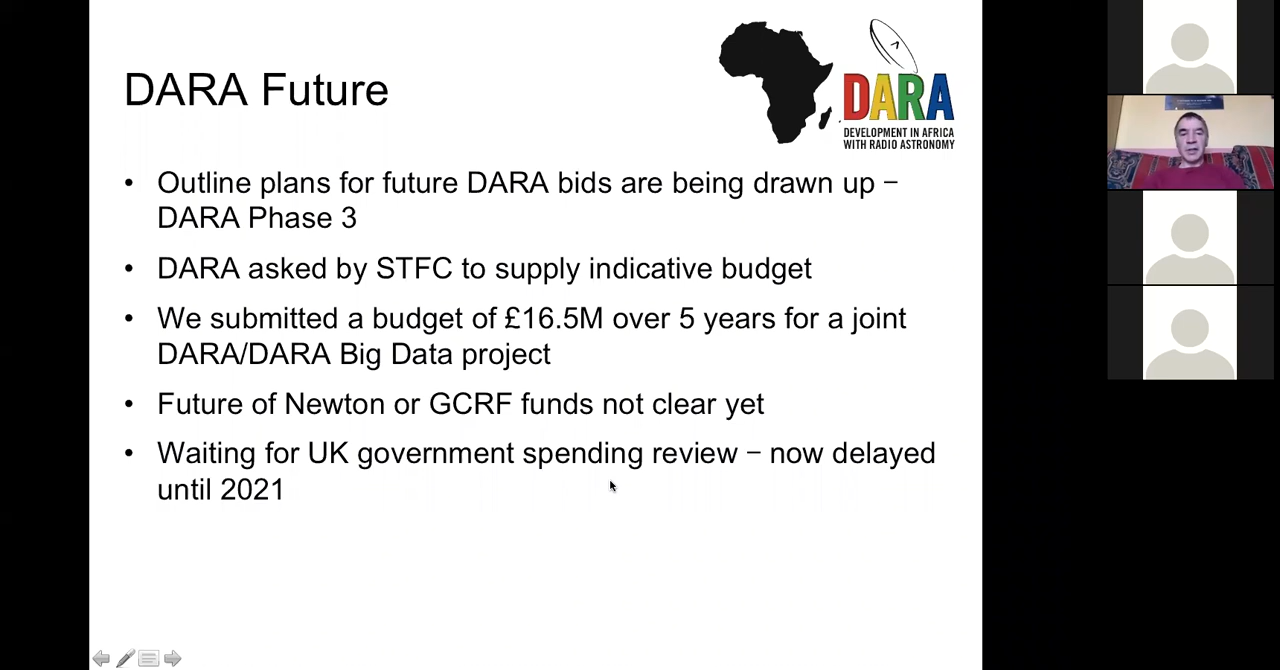 DARA Future
DARA
DEVELOPMENT IN AFRICA
WITH RADIO ASTRONOMY
• Outline plans for future DARA bids are being drawn up –
DARA Phase 3
• DARA asked by STFC to supply indicative budget
• We submitted a budget of £16.5M over 5 years for a joint
DARA/DARA Big Data project
• Future of Newton or GCRF funds not clear yet
• Waiting for UK government spending review – now delayed
until 2021